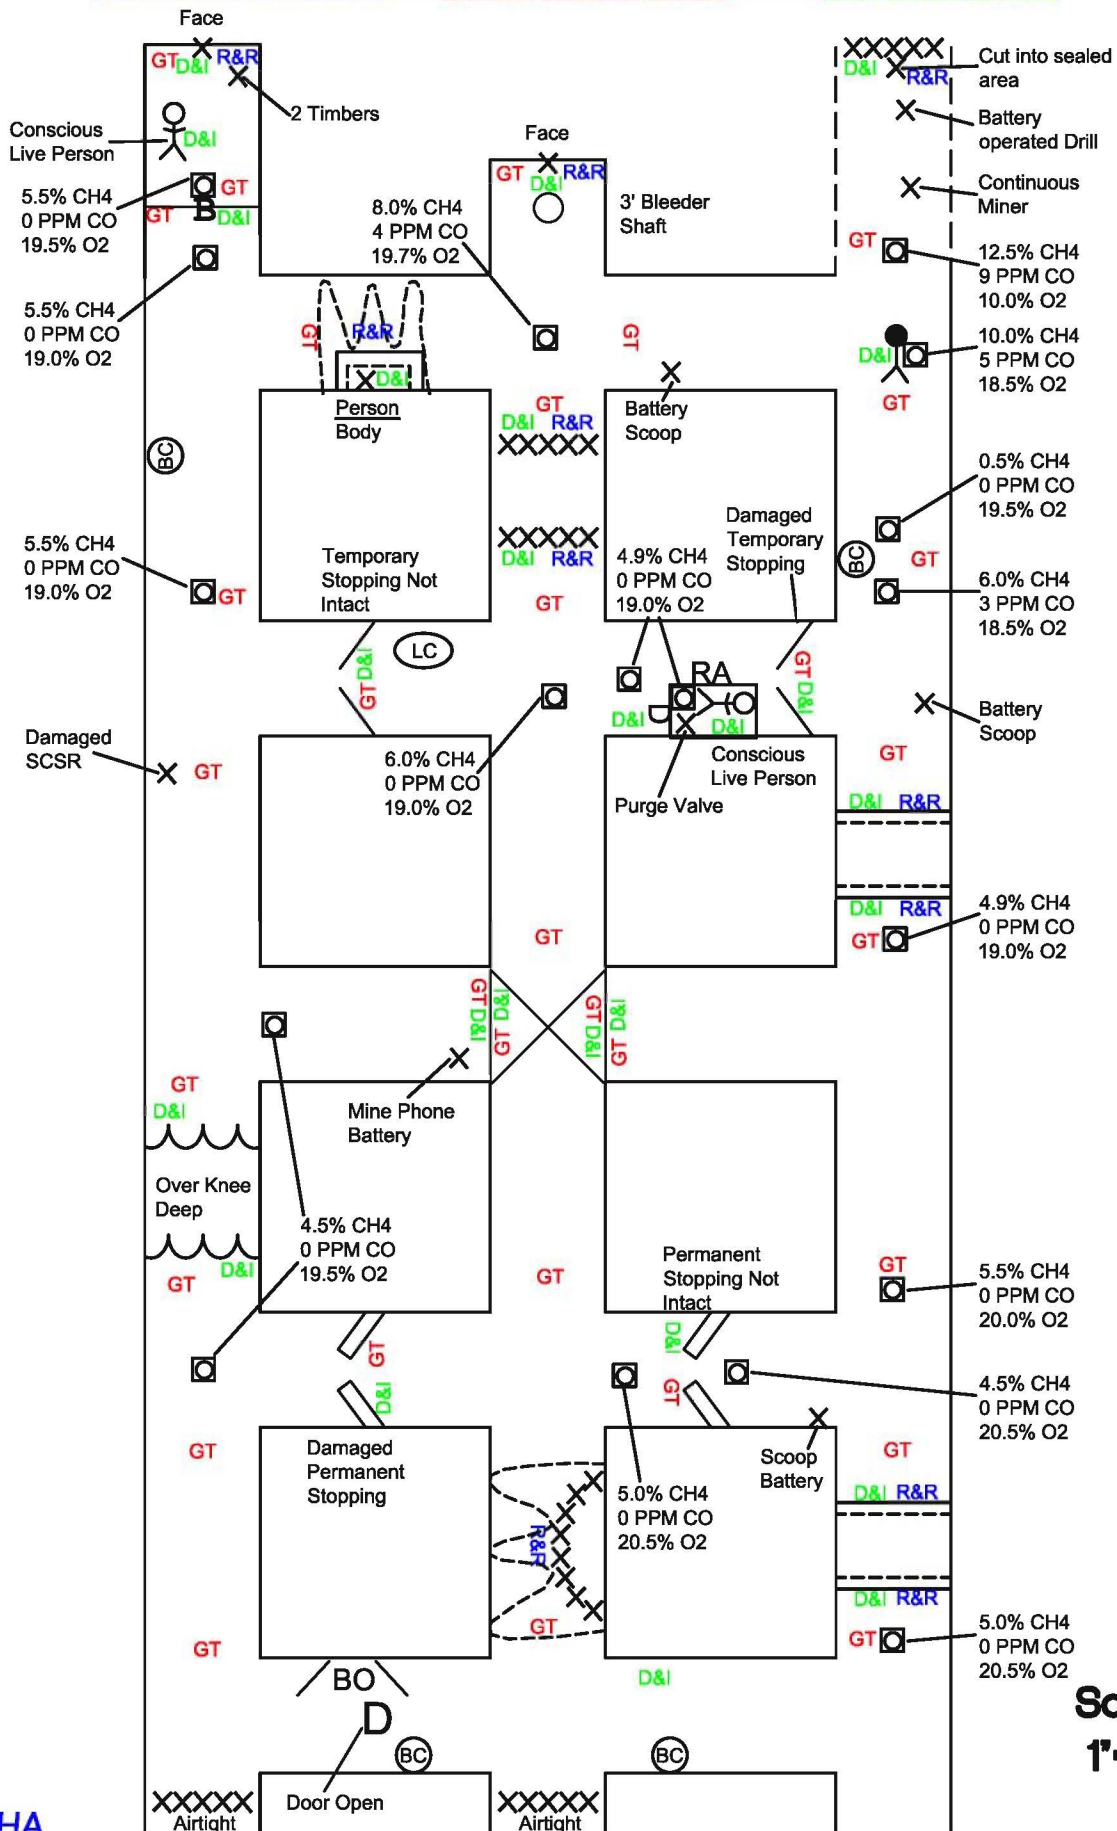 Face
GT
D&I
R&R
2 Timbers
Conscious
Live Person
D&I
5.5% CH4
0 PPM CO
19.5% O2
GT
GT
B
D&I
5.5% CH4
0 PPM CO
19.0% O2
Face
GT
D&I
R&R
3' Bleeder
Shaft
8.0% CH4
4 PPM CO
19.7% O2
D&I
R&R
Cut into sealed
area
Battery
operated Drill
Continuous
Miner
GT
12.5% CH4
9 PPM CO
10.0% O2
GT
R&R
D&I
Person
Body
GT
D&I
10.0% CH4
5 PPM CO
18.5% O2
GT
GT
D&I R&R
Battery
Scoop
BC
0.5% CH4
0 PPM CO
19.5% O2
Damaged
Temporary
Stopping
D&I R&R
BC
GT
5.5% CH4
0 PPM CO
19.0% O2
GT
Temporary
Stopping Not
Intact
GT
4.9% CH4
0 PPM CO
19.0% O2
6.0% CH4
3 PPM CO
18.5% O2
LC
GT D&I
RA
D
D&I
D&I
GT D&I
Battery
Scoop
Damaged
SCSR
GT
6.0% CH4
0 PPM CO
19.0% O2
Conscious
Live Person
Purge Valve
GT
D&I R&R
D&I R&R
GT
4.9% CH4
0 PPM CO
19.0% O2
GT
GT D&I
GT D&I
GT D&I
GT D&I
Mine Phone
Battery
GT
D&I
Over Knee
Deep
D&I
GT
4.5% CH4
0 PPM CO
19.5% O2
GT
Permanent
Stopping Not
Intact
GT
5.5% CH4
0 PPM CO
20.0% O2
GT
D&I
D&I
GT
4.5% CH4
0 PPM CO
20.5% O2
GT
Damaged
Permanent
Stopping
R&R
GT
5.0% CH4
0 PPM CO
20.5% O2
Scoop
Battery
GT
D&I R&R
D&I R&R
GT
5.0% CH4
0 PPM CO
20.5% O2
GT
BO
D
D&I
BC
BC
Door Open
Airtight
Airtight